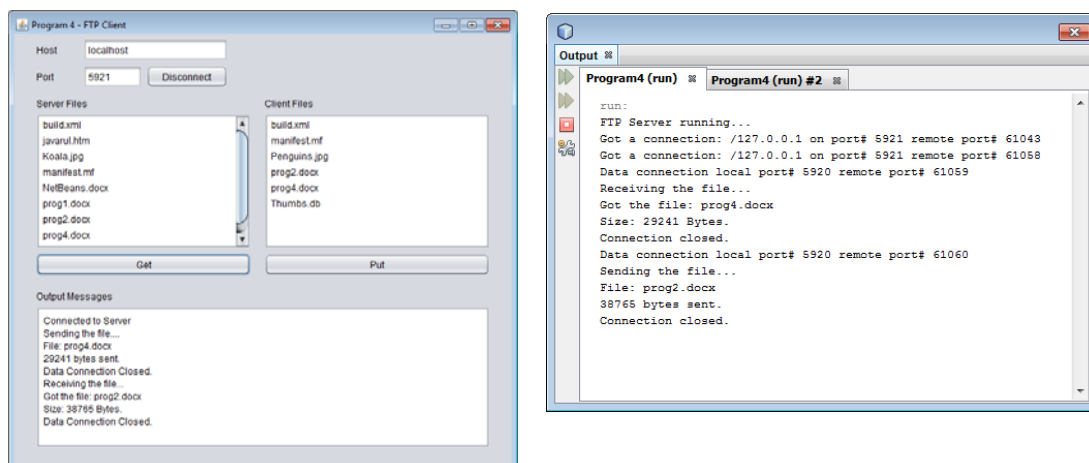 Program 4 - FTP Client
Host localhost
Port 5921 Disconnect
Server Files Client Files
build.xml
javarul.htm
Koala.jpg
manifest.mf
NetBeans.docx
prog1.docx
prog2.docx
prog4.docx
build.xml
manifest.mf
Penguins.jpg
prog2.docx
prog4.docx
Thumbs.db
Get Put
Output Messages
Connected to Server
Sending the file....
File: prog4.docx
29241 bytes sent.
Data Connection Closed.
Receiving the file...
Got the file: prog2.docx
Size: 38765 Bytes.
Data Connection Closed.
Output
Program4 (run) Program4 (run) #2
run:
FTP Server running...
Got a connection: /127.0.0.1 on port# 5921 remote port# 61043
Got a connection: /127.0.0.1 on port# 5921 remote port# 61058
Data connection local port# 5920 remote port# 61059
Receiving the file...
Got the file: prog4.docx
Size: 29241 Bytes.
Connection closed.
Data connection local port# 5920 remote port# 61060
Sending the file...
File: prog2.docx
38765 bytes sent.
Connection closed.